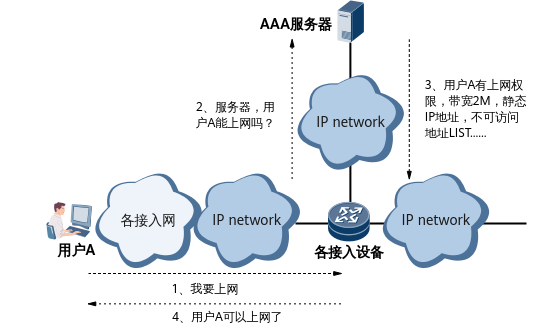 AAA服务器
2、服务器，用
户A能上网吗？
IP network
3、用户A有上网权
限，带宽2M，静态
IP地址，不可访问
地址LIST......
用户A
各接入网
IP network
各接入设备
IP network
1、我要上网
4、用户A可以上网了